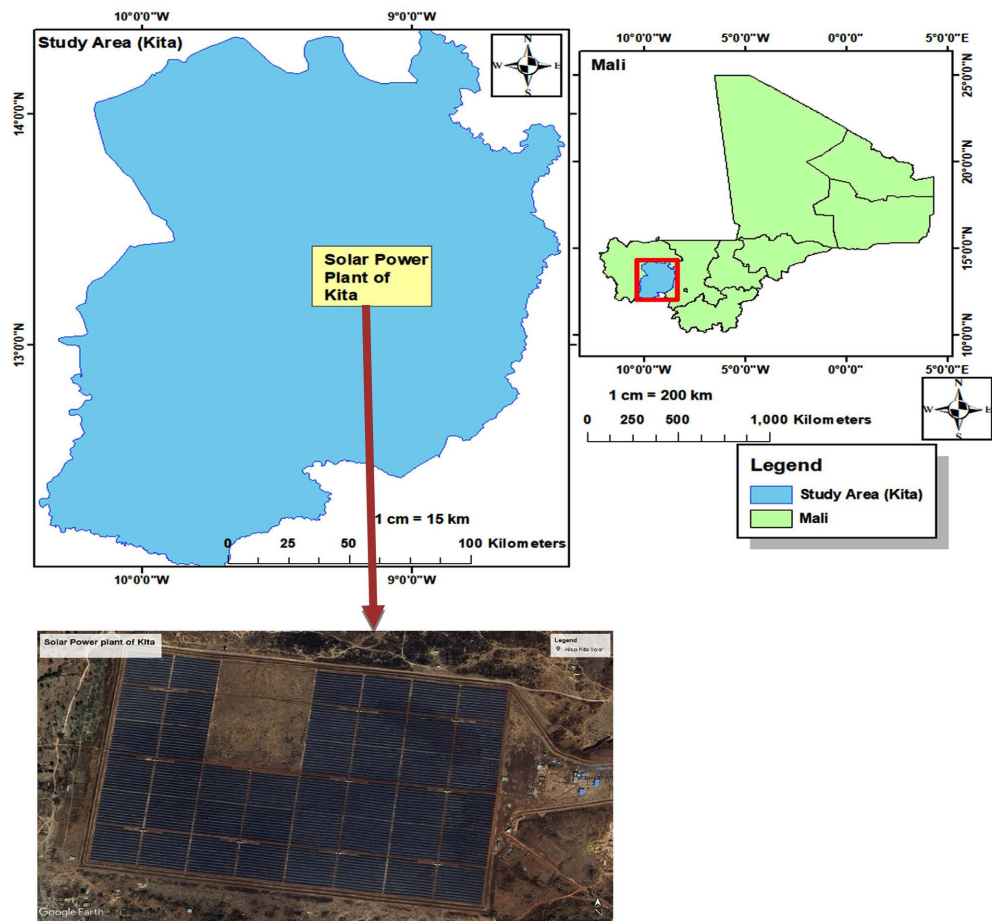 10°0'0"W
9°0'0"W
Study Area (Kita)
N
W
E
S
14°0'0"N
13°0'0"N
Solar Power
Plant of
Kita
1 cm = 15 km
0
25
50
100 Kilometers
10°0'0"W
9°0'0"W
10°0'0"W
5°0'0"W
0°0'0"
5°0'0"E
Mali
N
W
E
S
25°0'0"N
20°0'0"N
15°0'0"N
10°0'0"N
10°0'0"W
5°0'0"W
0°0'0"
5°0'0"E
1 cm = 200 km
0
250
500
1,000 Kilometers
N
W
E
S
Legend
Study Area (Kita)
Mali
Solar Power plant of Kita
Legend
Akuo Kita Solar
Google Earth
N